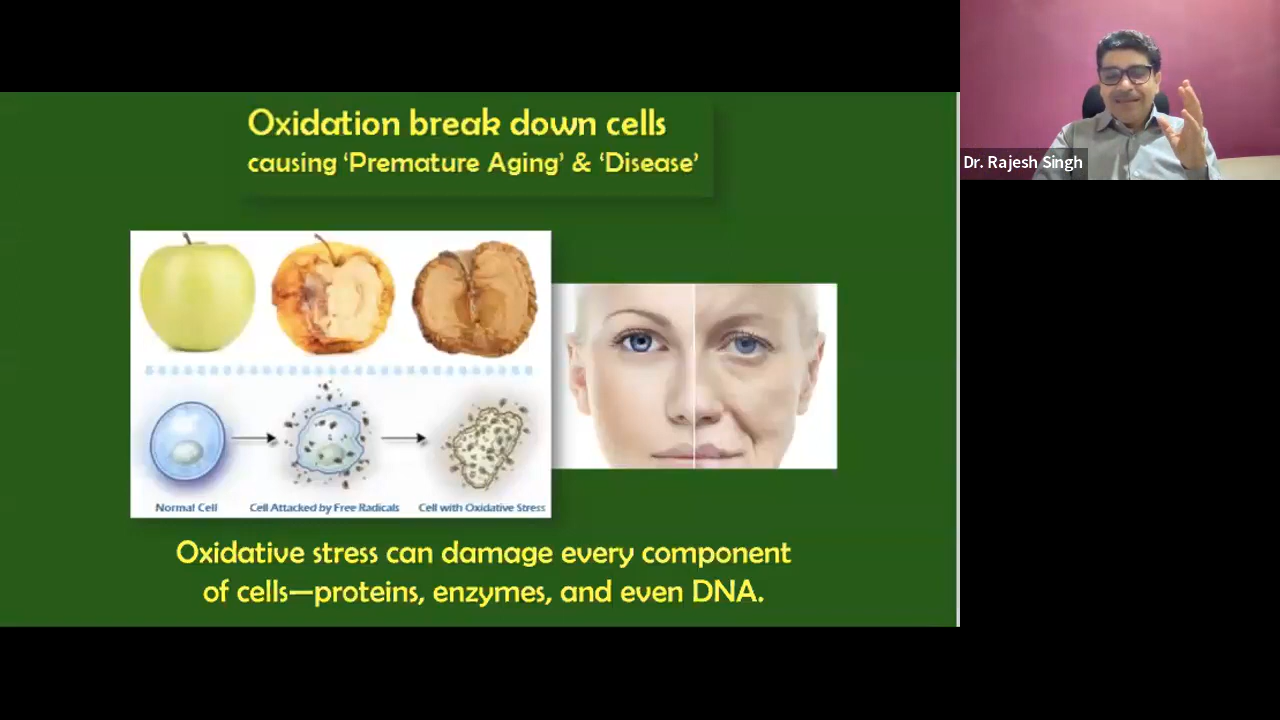 Oxidation break down cells
causing ‘Premature Aging’ & ‘Disease’
Normal Cell
Cell Attacked by Free Radicals
Cell with Oxidative Stress
Oxidative stress can damage every component
of cells—proteins, enzymes, and even DNA.
Dr. Rajesh Singh